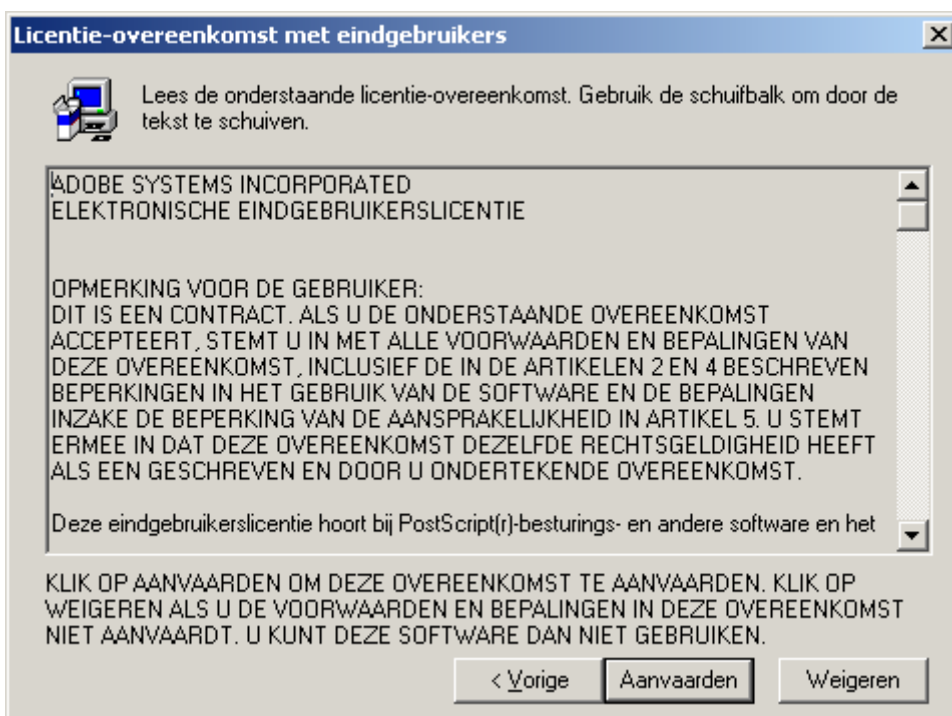 Licentie-overeenkomst met eindgebruikers
Lees de onderstaande licentie-overeenkomst. Gebruik de schuifbalk om door de
tekst te schuiven.
ADOBE SYSTEMS INCORPORATED
ELEKTRONISCHE EINDGEBRUIKERSLICENTIE
OPMERKING VOOR DE GEBRUIKER:
DIT IS EEN CONTRACT. ALS U DE ONDERSTAANDE OVEREENKOMST
ACCEPTEERT, STEMT U IN MET ALLE VOORWAARDEN EN BEPALINGEN VAN
DEZE OVEREENKOMST, INCLUSIEF DE IN DE ARTIKELEN 2 EN 4 BESCHREVEN
BEPERKINGEN IN HET GEBRUIK VAN DE SOFTWARE EN DE BEPALINGEN
INZAKE DE BEPERKING VAN DE AANSPRAKELIJKHEID IN ARTIKEL 5. U STEMT
ERMEE IN DAT DEZE OVEREENKOMST DEZELFDE RECHTSGELDIGHEID HEEFT
ALS EEN GESCHREVEN EN DOOR U ONDERTEKENDE OVEREENKOMST.
Deze eindgebruikerslicentie hoort bij PostScript(r)-besturings- en andere software en het
KLIK OP AANVAARDEN OM DEZE OVEREENKOMST TE AANVAARDEN. KLIK OP
WEIGEREN ALS U DE VOORWAARDEN EN BEPALINGEN IN DEZE OVEREENKOMST
NIET AANVAARDT. U KUNT DEZE SOFTWARE DAN NIET GEBRUIKEN.
< Vorige Aanvaarden Weigeren